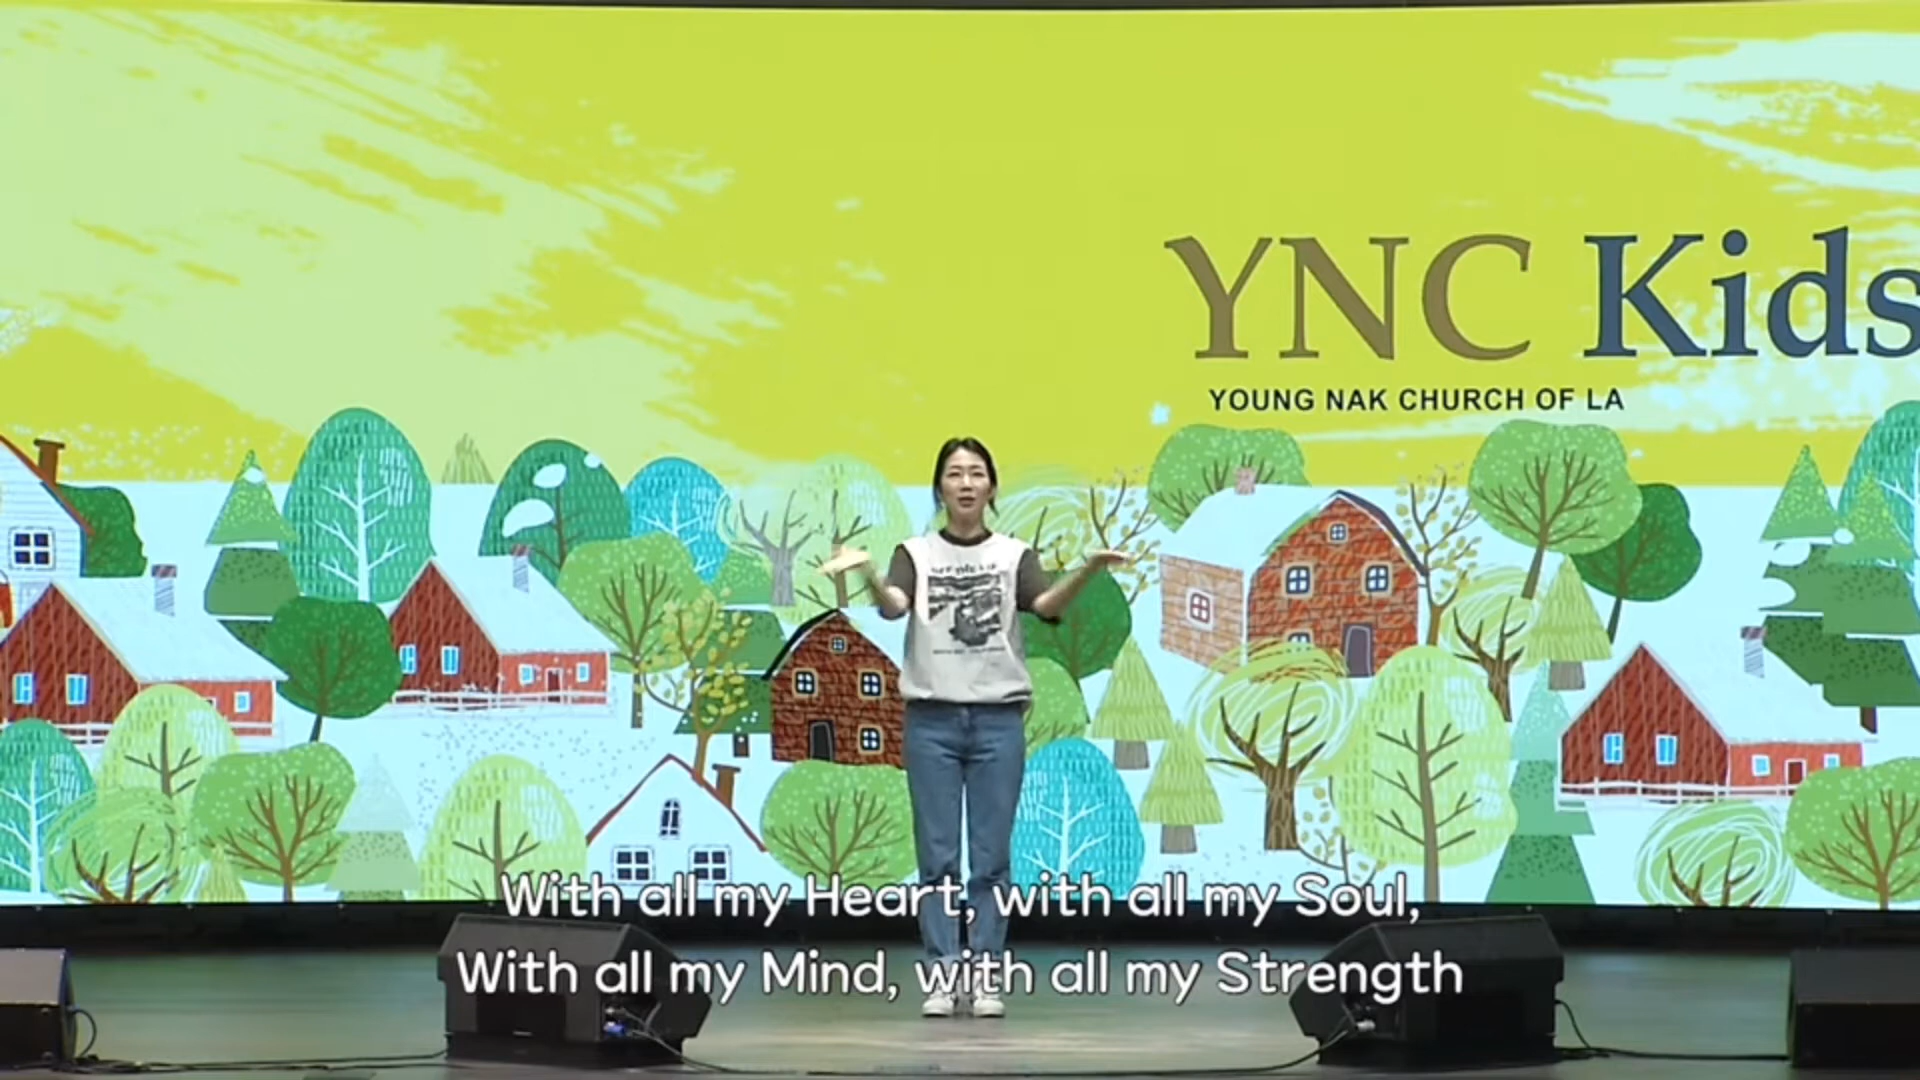 YNC Kids
YOUNG NAK CHURCH OF LA
With all my Heart, with all my Soul,
With all my Mind, with all my Strength